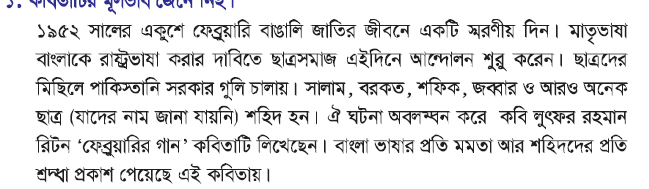 ১. কবিতাটির মূলভাব জেনে নিই।
১৯৫২ সালের একুশে ফেব্রুয়ারি বাঙালি জাতির জীবনে একটি স্মরণীয় দিন। মাতৃভাষা
বাংলাকে রাষ্ট্রভাষা করার দাবিতে ছাত্রসমাজ এইদিনে আন্দোলন শুরু করেন। ছাত্রদের
মিছিলে পাকিস্তানি সরকার গুলি চালায়। সালাম, বরকত, শফিক, জব্বার ও আরও অনেক
ছাত্র (যাদের নাম জানা যায়নি) শহিদ হন। ঐ ঘটনা অবলম্বন করে কবি লুৎফর রহমান
রিটন ‘ফেব্রুয়ারির গান’ কবিতাটি লিখেছেন। বাংলা ভাষার প্রতি মমতা আর শহিদদের প্রতি
শ্রদ্ধা প্রকাশ পেয়েছে এই কবিতায়।